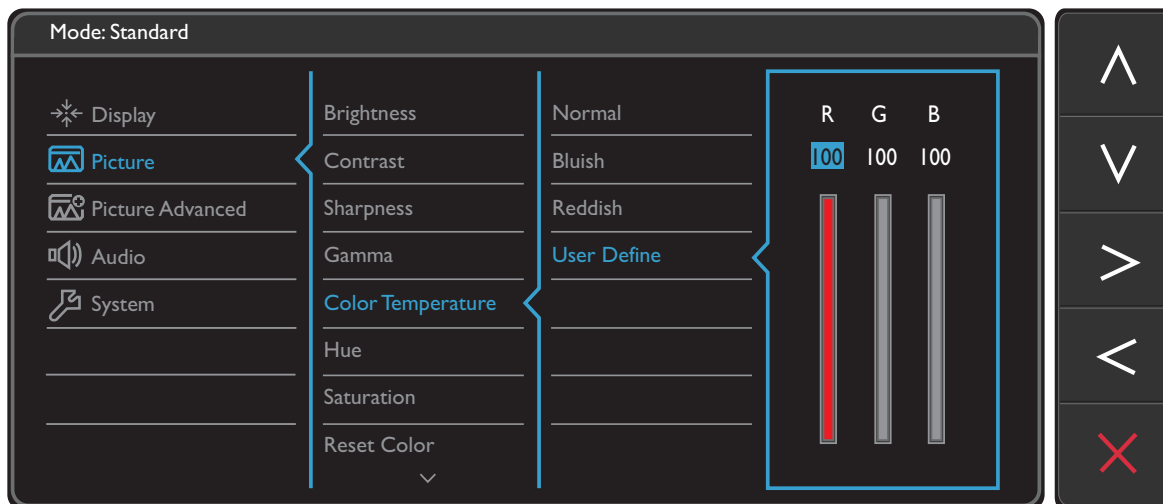 Mode: Standard
Display
Picture
Picture Advanced
Audio
System
Brightness
Contrast
Sharpness
Gamma
Color Temperature
Hue
Saturation
Reset Color
Normal
Bluish
Reddish
User Define
R G B
100 100 100